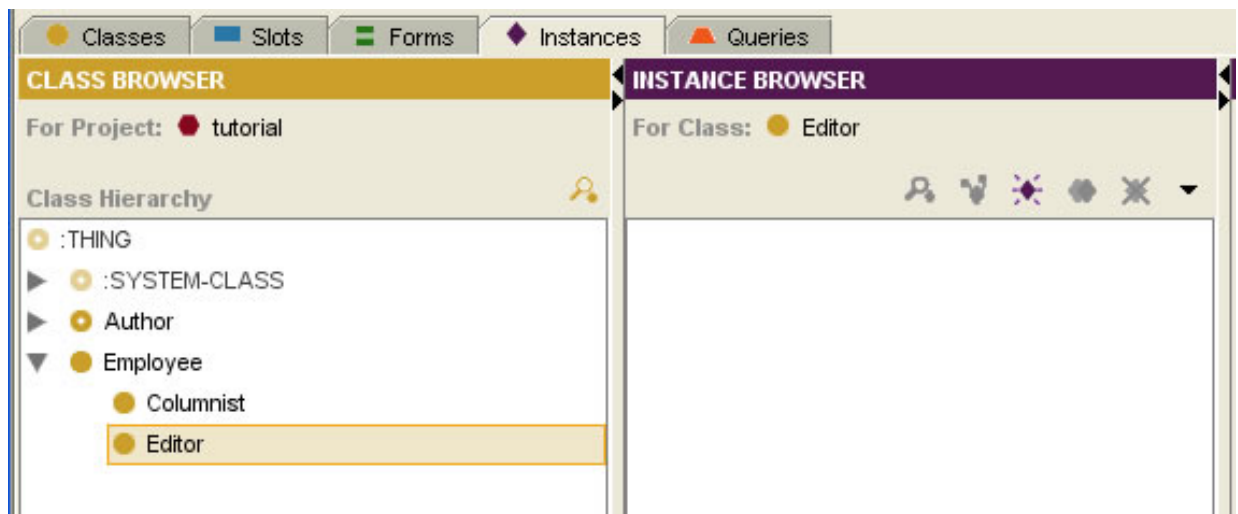 Classes Slots Forms Instances Queries
CLASS BROWSER INSTANCE BROWSER
For Project: tutorial For Class: Editor
Class Hierarchy
:THING
:SYSTEM-CLASS
Author
Employee
Columnist
Editor